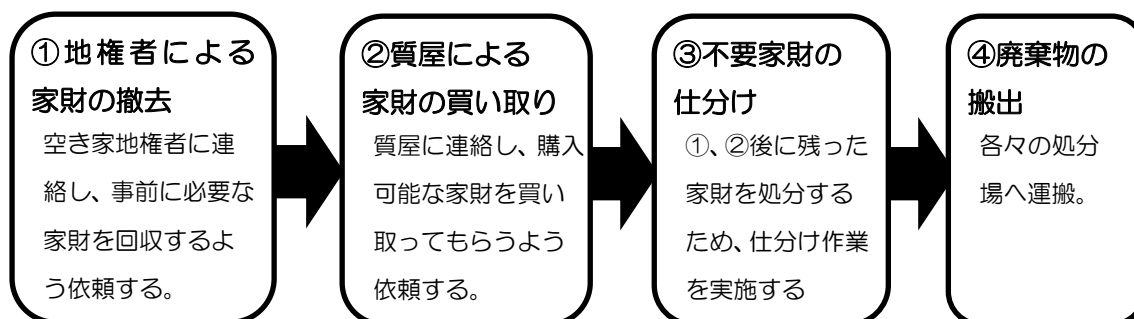 ①地権者による
家財の撤去
空き家地権者に連
絡し、事前に必要な
家財を回収するよ
う依頼する。
②質屋による
家財の買い取り
質屋に連絡し、購入
可能な家財を買い
取ってもらうよう
依頼する。
③不要家財の
仕分け
①、②後に残った
家財を処分する
ため、仕分け作業
を実施する
④廃棄物の
搬出
各々の処分
場へ運搬。